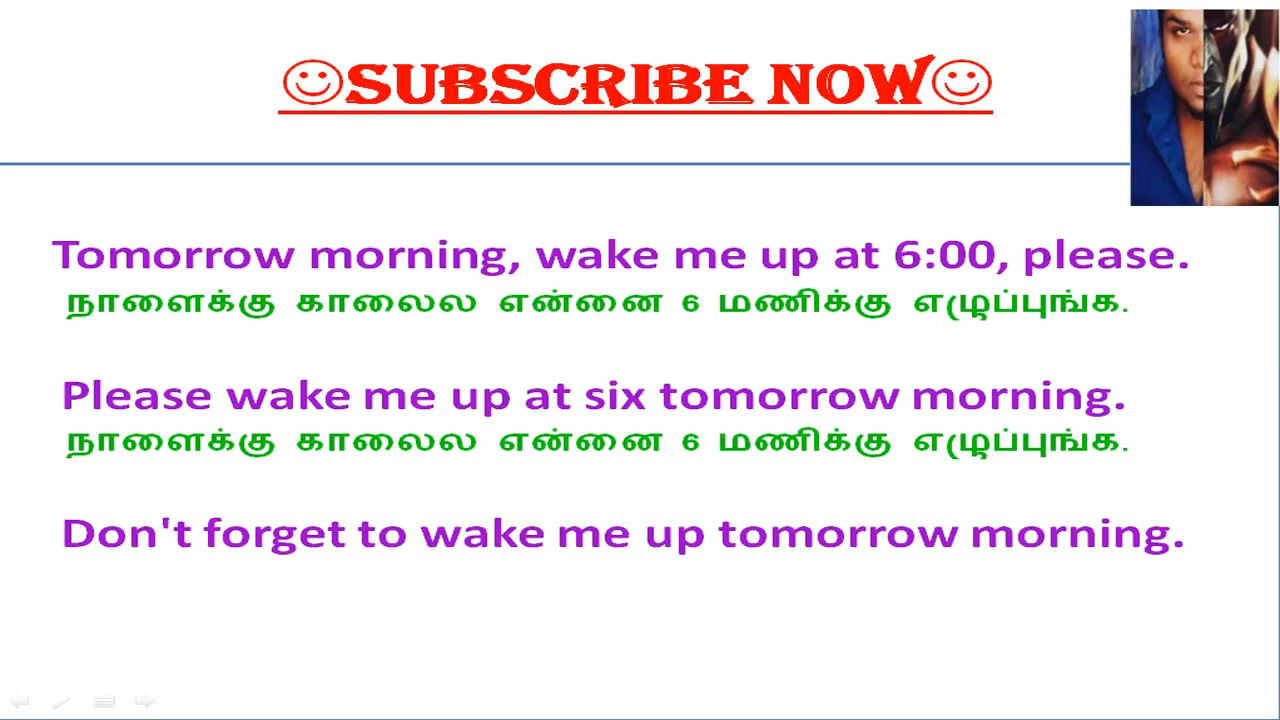 ☺SUBSCRIBE NOW☺
Tomorrow morning, wake me up at 6:00, please.
நாளைக்கு காலைல என்னை 6 மணிக்கு எழுப்புங்க.
Please wake me up at six tomorrow morning.
நாளைக்கு காலைல என்னை 6 மணிக்கு எழுப்புங்க.
Don't forget to wake me up tomorrow morning.